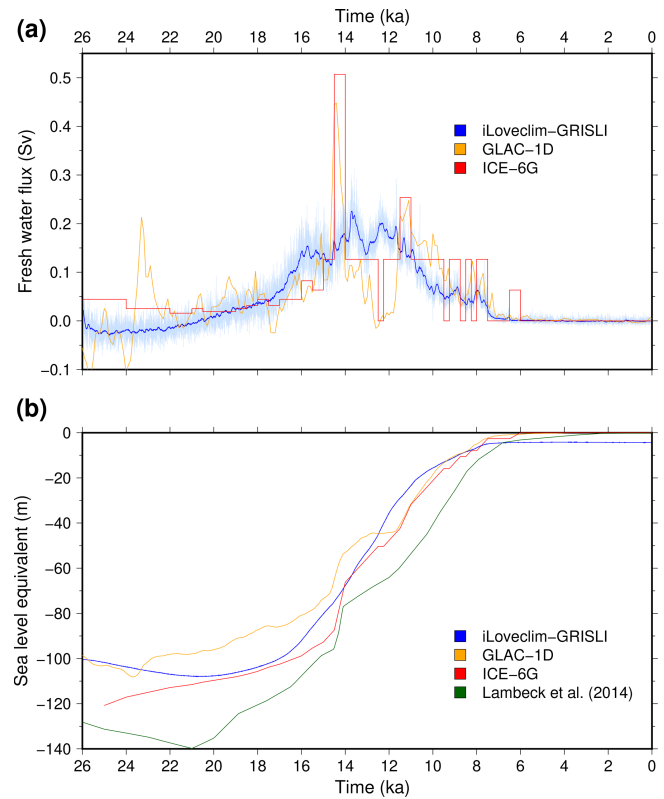 (a)
Time (ka)
26 24 22 20 18 16 14 12 10 8 6 4 2 0
Fresh water flux (Sv)
0.5
0.4
0.3
0.2
0.1
0.0
−0.1
iLoveclim−GRISLI
GLAC−1D
ICE−6G
(b)
Sea level equivalent (m)
0
−20
−40
−60
−80
−100
−120
−140
iLoveclim−GRISLI
GLAC−1D
ICE−6G
Lambeck et al. (2014)
26 24 22 20 18 16 14 12 10 8 6 4 2 0
Time (ka)